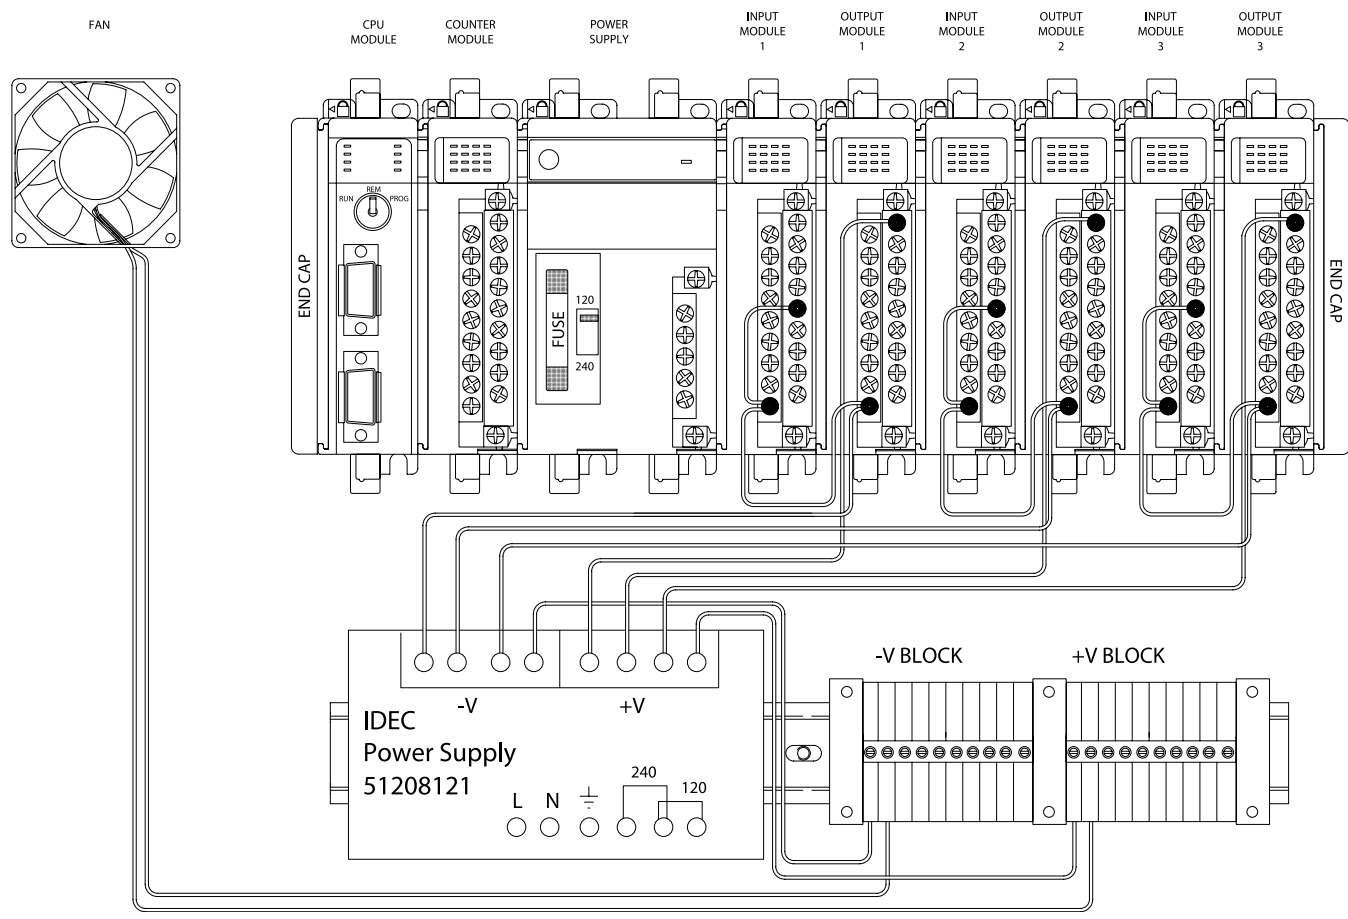 FAN
CPU
MODULE
COUNTER
MODULE
POWER
SUPPLY
INPUT
MODULE
1
OUTPUT
MODULE
1
INPUT
MODULE
2
OUTPUT
MODULE
2
INPUT
MODULE
3
OUTPUT
MODULE
3
END CAP
REM
RUN
PROG
FUSE
120
240
END CAP
-V
+V
IDEC
Power Supply
51208121
L
N
240
120
-V BLOCK
+V BLOCK